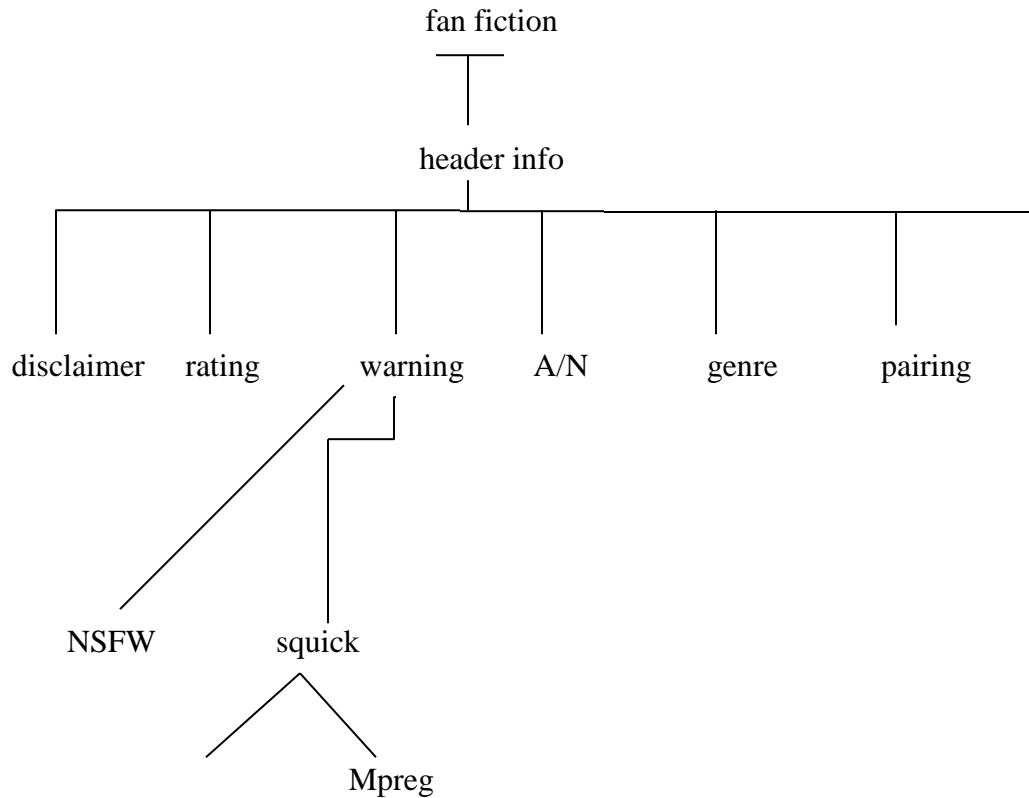 fan fiction
header info
disclaimer rating warning A/N genre pairing
NSFW squick
Mpreg